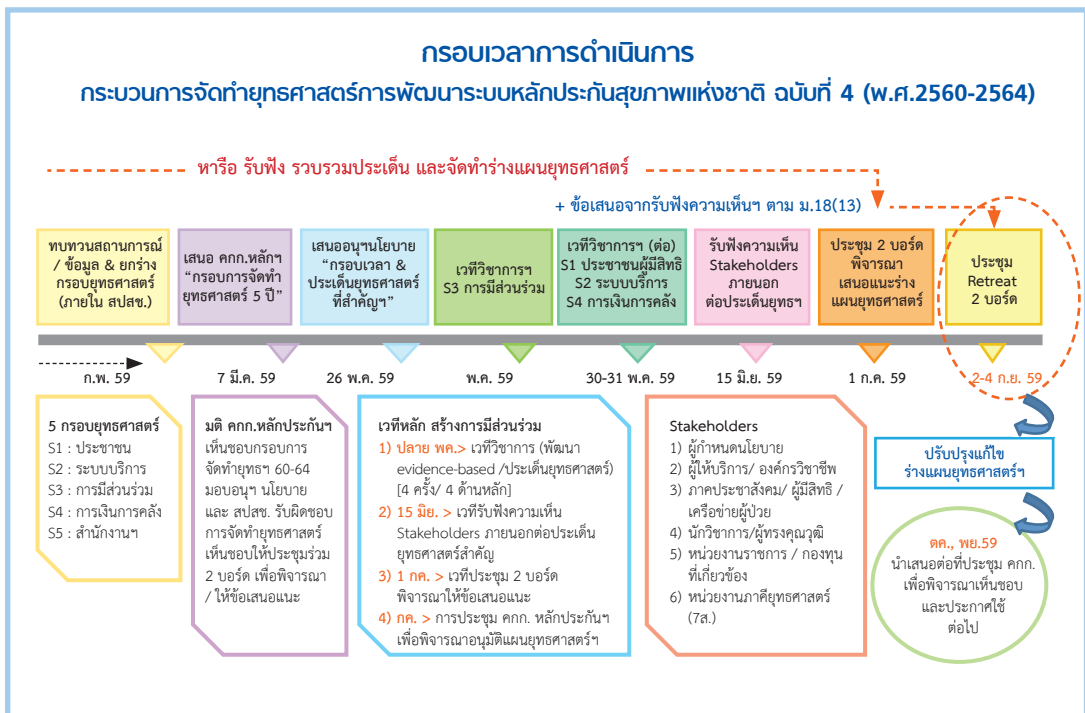 กรอบเวลาการดำเนินการ
กระบวนการจัดทำยุทธศาสตร์การพัฒนาระบบหลักประกันสุขภาพแห่งชาติ ฉบับที่ 4 (พ.ศ.2560-2564)
หารือ รับฟัง รวบรวมประเด็น และจัดทำร่างแผนยุทธศาสตร์
+ ข้อเสนอจากรับฟังความเห็นฯ ตาม ม.18(13)
ทบทวนสถานการณ์
/ ข้อมูล & ยกร่าง
กรอบยุทธศาสตร์
(ภายใน สปสช.)
เสนอ คกก.หลักฯ
“กรอบการจัดทำ
ยุทธศาสตร์ 5 ปี”
เสนออนุฯนโยบาย
“กรอบเวลา &
ประเด็นยุทธศาสตร์
ที่สำคัญฯ”
เวทีวิชาการฯ
S3 การมีส่วนร่วม
เวทีวิชาการฯ (ต่อ)
S1 ประชาชนผู้มีสิทธิ
S2 ระบบบริการ
S4 การเงินการคลัง
รับฟังความเห็น
Stakeholders
ภายนอก
ต่อประเด็นยุทธฯ
ประชุม 2 บอร์ด
พิจารณา
เสนอแนะร่าง
แผนยุทธศาสตร์
ประชุม
Retreat
2 บอร์ด
ก.พ. 59
7 มี.ค. 59
26 พ.ค. 59
พ.ค. 59
30-31 พ.ค. 59
15 มิ.ย. 59
1 ก.ค. 59
2-4 ก.ย. 59
5 กรอบยุทธศาสตร์
S1 : ประชาชน
S2 : ระบบบริการ
S3 : การมีส่วนร่วม
S4 : การเงินการคลัง
S5 : สำนักงานฯ
มติ คกก.หลักประกันฯ
เห็นชอบกรอบการ
จัดทำยุทธฯ 60-64
มอบอนุฯ นโยบาย
และ สปสช. รับผิดชอบ
การจัดทำยุทธศาสตร์
เห็นชอบให้ประชุมร่วม
2 บอร์ด เพื่อพิจารณา
/ ให้ข้อเสนอแนะ
เวทีหลัก สร้างการมีส่วนร่วม
1) ปลาย พค.> เวทีวิชาการ (พัฒนา
evidence-based /ประเด็นยุทธศาสตร์)
[4 ครั้ง/ 4 ด้านหลัก]
2) 15 มิย. > เวทีรับฟังความเห็น
Stakeholders ภายนอกต่อประเด็น
ยุทธศาสตร์สำคัญ
3) 1 กค. > เวทีประชุม 2 บอร์ด
พิจารณาให้ข้อเสนอแนะ
4) กค. > การประชุม คกก. หลักประกันฯ
เพื่อพิจารณาอนุมัติแผนยุทธศาสตร์ฯ
Stakeholders
1) ผู้กำหนดนโยบาย
2) ผู้ให้บริการ/ องค์กรวิชาชีพ
3) ภาคประชาสังคม/ ผู้มีสิทธิ /
เครือข่ายผู้ป่วย
4) นักวิชาการ/ผู้ทรงคุณวุฒิ
5) หน่วยงานราชการ / กองทุน
ที่เกี่ยวข้อง
6) หน่วยงานภาคียุทธศาสตร์
(7ส.)
ปรับปรุงแก้ไข
ร่างแผนยุทธศาสตร์ฯ
ตค., พย.59
นำเสนอต่อที่ประชุม คกก.
เพื่อพิจารณาเห็นชอบ
และประกาศใช้
ต่อไป